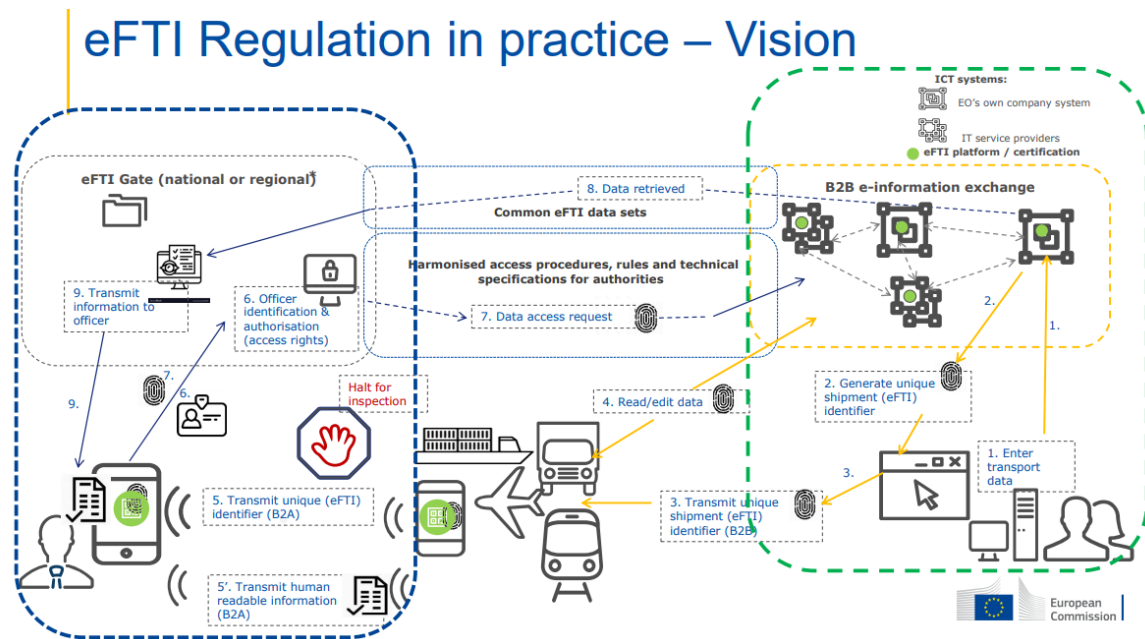 eFTI Regulation in practice – Vision
ICT systems:
EO's own company system
IT service providers
eFTI platform / certification
eFTI Gate (national or regional)*
8. Data retrieved
Common eFTI data sets
B2B e-information exchange
Harmonised access procedures, rules and technical
specifications for authorities
9. Transmit
information to
officer
6. Officer
identification &
authorisation
(access rights)
7. Data access request
2.
1.
7.
6.
9.
Halt for
inspection
4. Read/edit data
2. Generate unique
shipment (eFTI)
identifier
3.
1. Enter
transport
data
5. Transmit unique (eFTI)
identifier (B2A)
3. Transmit unique
shipment (eFTI)
identifier (B2B)
5'. Transmit human
readable information
(B2A)
European
Commission